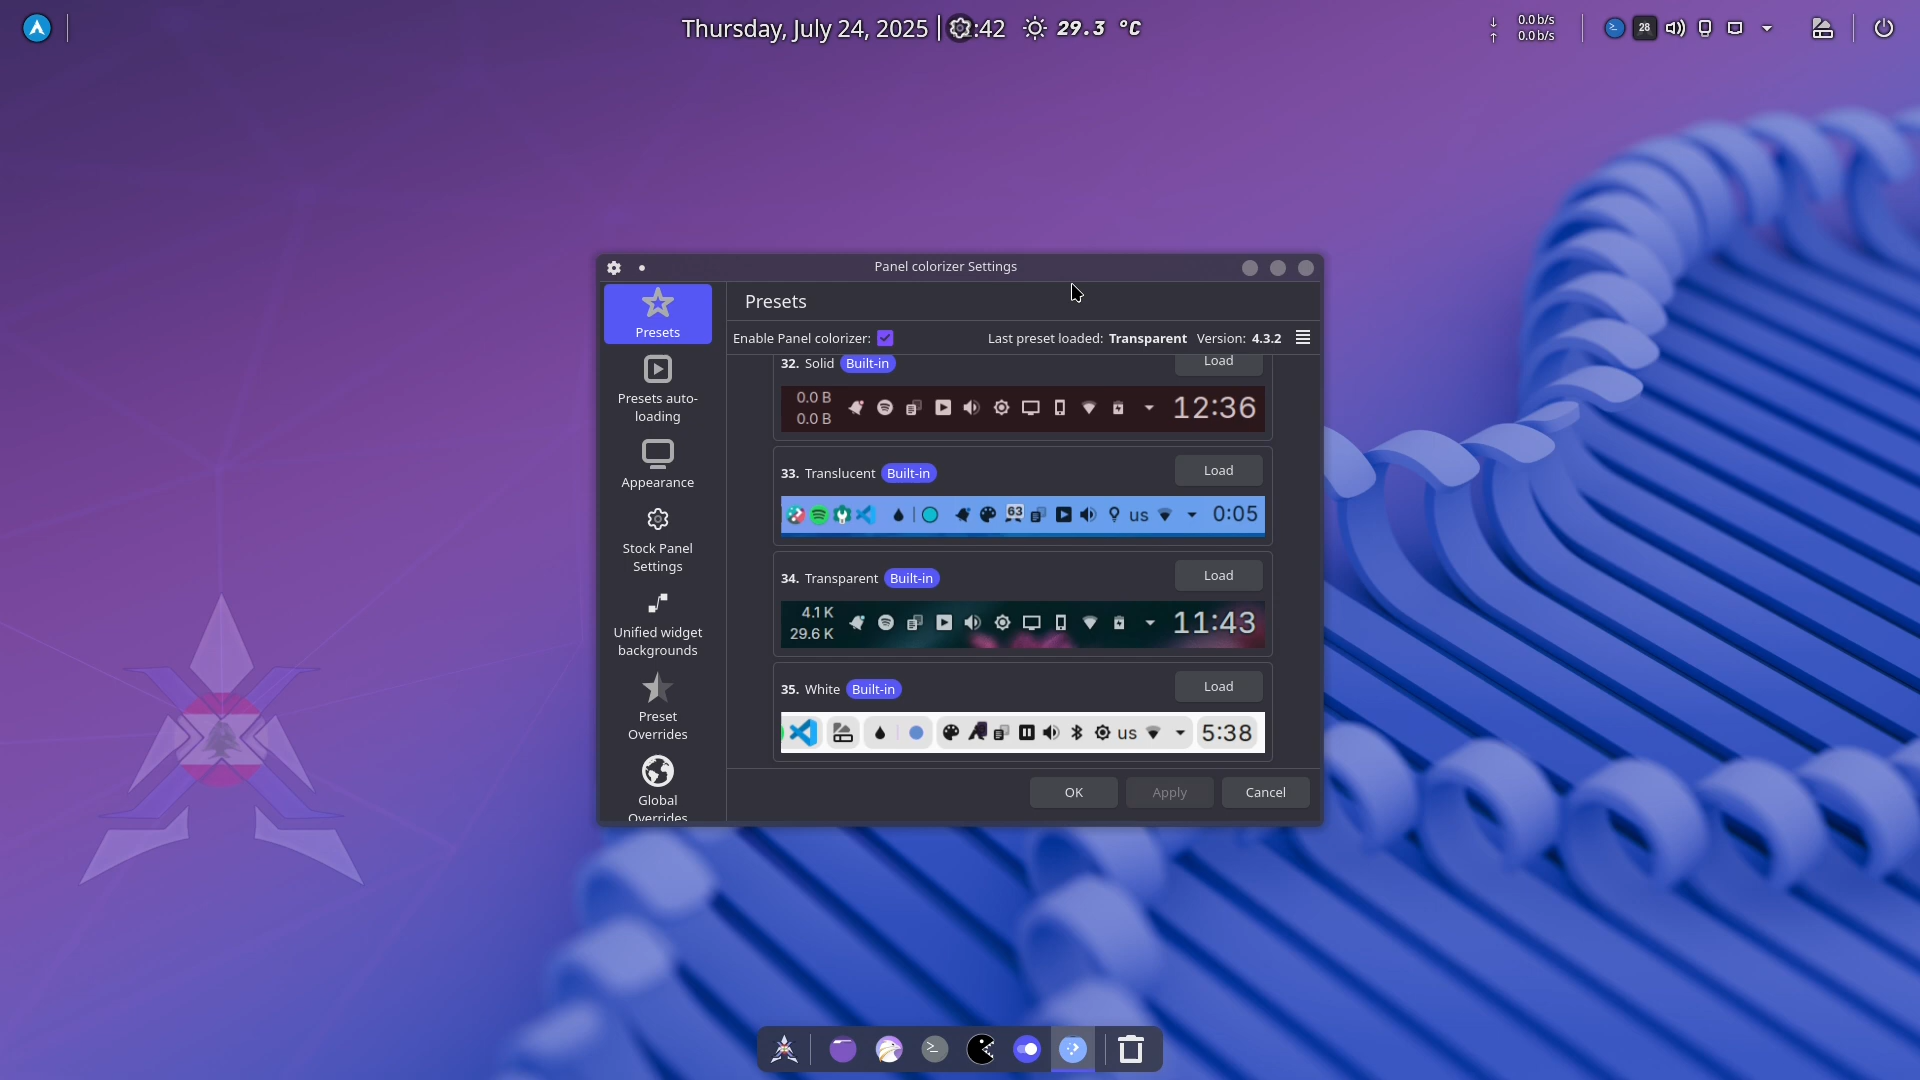 Thursday, July 24, 2025 | :42 29.3 °C
0.0 b/s
0.0 b/s
28
Panel colorizer Settings
Presets
Presets auto-
loading
Appearance
Stock Panel
Settings
Unified widget
backgrounds
Preset
Overrides
Global
Overrides
Presets
Enable Panel colorizer:
Last preset loaded: Transparent Version: 4.3.2
32. Solid Built-in Load
0.0 B
0.0 B
12:36
33. Translucent Built-in Load
63 us 0:05
34. Transparent Built-in Load
4.1 K
29.6 K
11:43
35. White Built-in Load
us 5:38
OK Apply Cancel